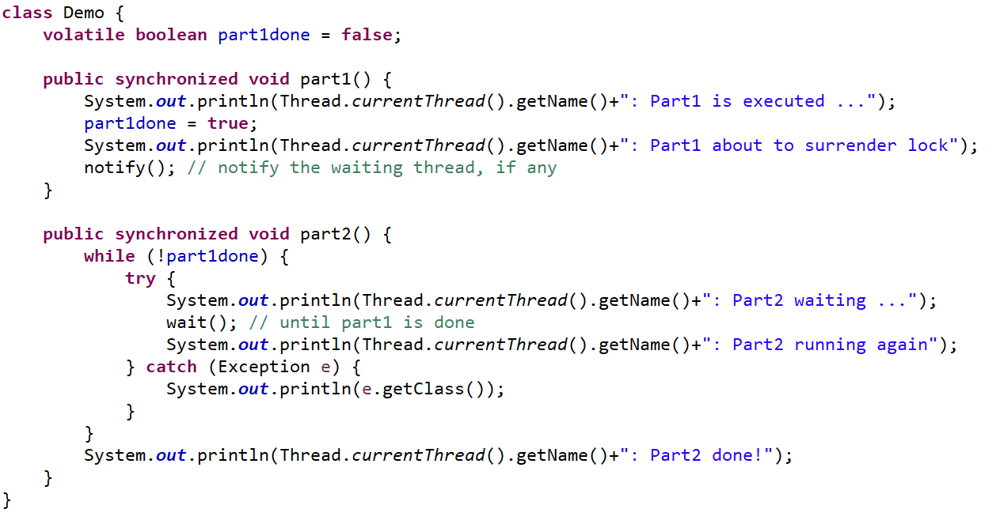 class Demo {
    volatile boolean part1done = false;

    public synchronized void part1() {
        System.out.println(Thread.currentThread().getName()+": Part1 is executed ...");
        part1done = true;
        System.out.println(Thread.currentThread().getName()+": Part1 about to surrender lock");
        notify(); // notify the waiting thread, if any
    }

    public synchronized void part2() {
        while (!part1done) {
            try {
                System.out.println(Thread.currentThread().getName()+": Part2 waiting ...");
                wait(); // until part1 is done
                System.out.println(Thread.currentThread().getName()+": Part2 running again");
            } catch (Exception e) {
                System.out.println(e.getClass());
            }
        }
        System.out.println(Thread.currentThread().getName()+": Part2 done!");
    }
}